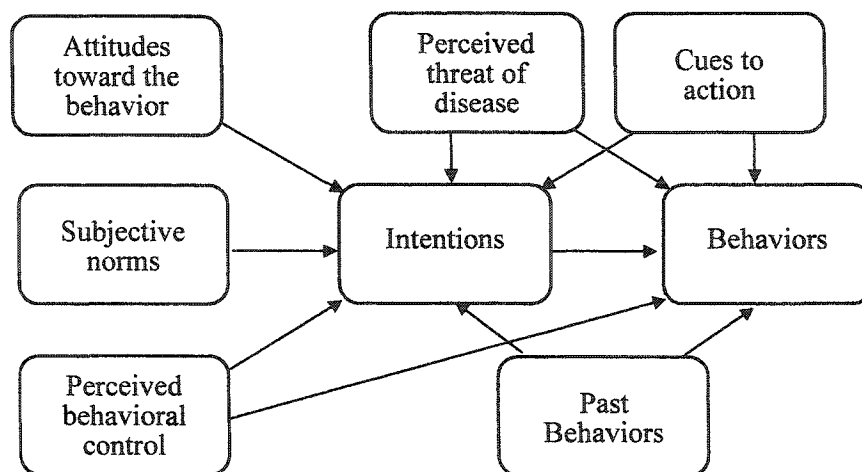 Attitudes
toward the
behavior
Perceived
threat of
disease
Cues to
action
Subjective
norms
Intentions
Behaviors
Perceived
behavioral
control
Past
Behaviors